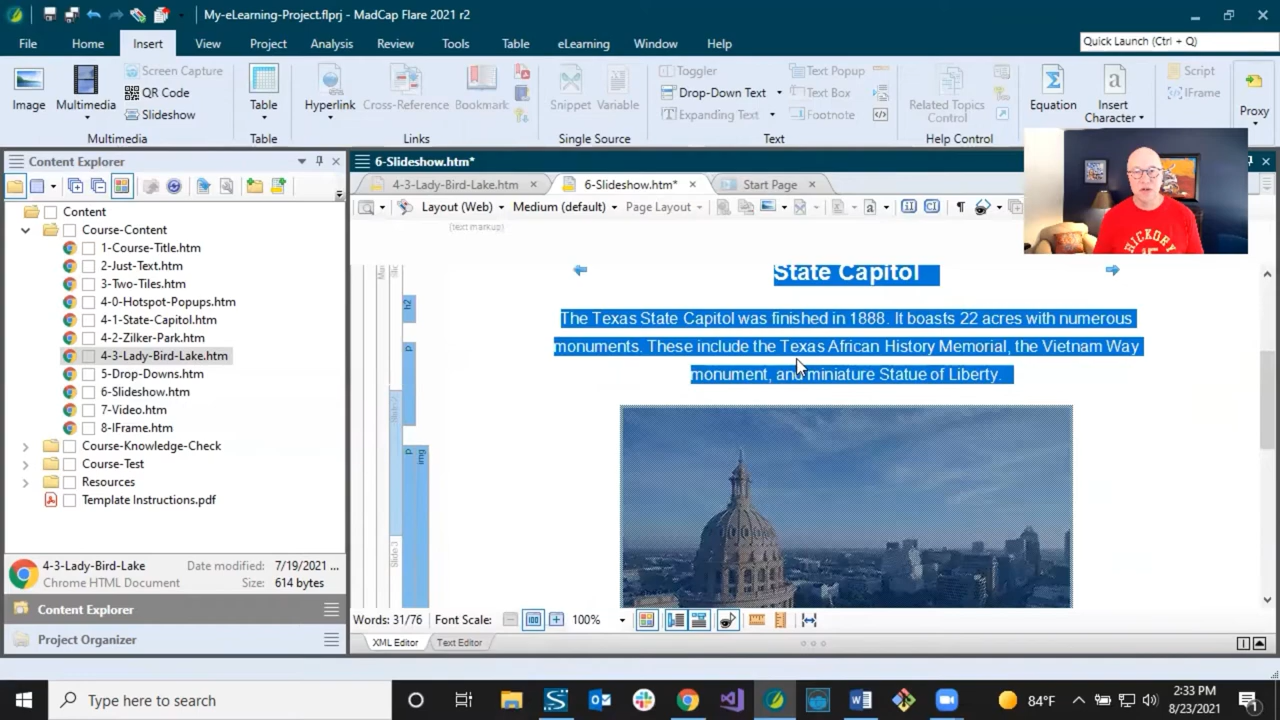 My-eLearning-Project.flprj - MadCap Flare 2021 r2
File Home Insert View Project Analysis Review Tools Table eLearning Window Help
Quick Launch (Ctrl + Q)
Image
Multimedia
Screen Capture
QR Code
Slideshow
Multimedia
Table
Table
Hyperlink
Cross-Reference
Bookmark
Links
Snippet
Variable
Single Source
Toggler
Drop-Down Text
Expanding Text
Text Popup
Text Box
Footnote
Text
Related Topics
Control
Help Control
Equation
Insert
Character
Script
IFrame
Proxy
HICKORY
Content Explorer
Content
Course-Content
1-Course-Title.htm
2-Just-Text.htm
3-Two-Tiles.htm
4-0-Hotspot-Popups.htm
4-1-State-Capitol.htm
4-2-Zilker-Park.htm
4-3-Lady-Bird-Lake.htm
5-Drop-Downs.htm
6-Slideshow.htm
7-Video.htm
8-IFrame.htm
Course-Knowledge-Check
Course-Test
Resources
Template Instructions.pdf
4-3-Lady-Bird-Lake Date modified: 7/19/2021 ...
Chrome HTML Document Size: 614 bytes
Content Explorer
Project Organizer
6-Slideshow.htm*
4-3-Lady-Bird-Lake.htm 6-Slideshow.htm* Start Page
Layout (Web) Medium (default) Page Layout
(text markup)
State Capitol
h2
The Texas State Capitol was finished in 1888. It boasts 22 acres with numerous
monuments. These include the Texas African History Memorial, the Vietnam Way
monument, and miniature Statue of Liberty.
p
p
img
Words: 31/76 Font Scale: 100%
XML Editor Text Editor
Type here to search
84°F
2:33 PM
8/23/2021
1